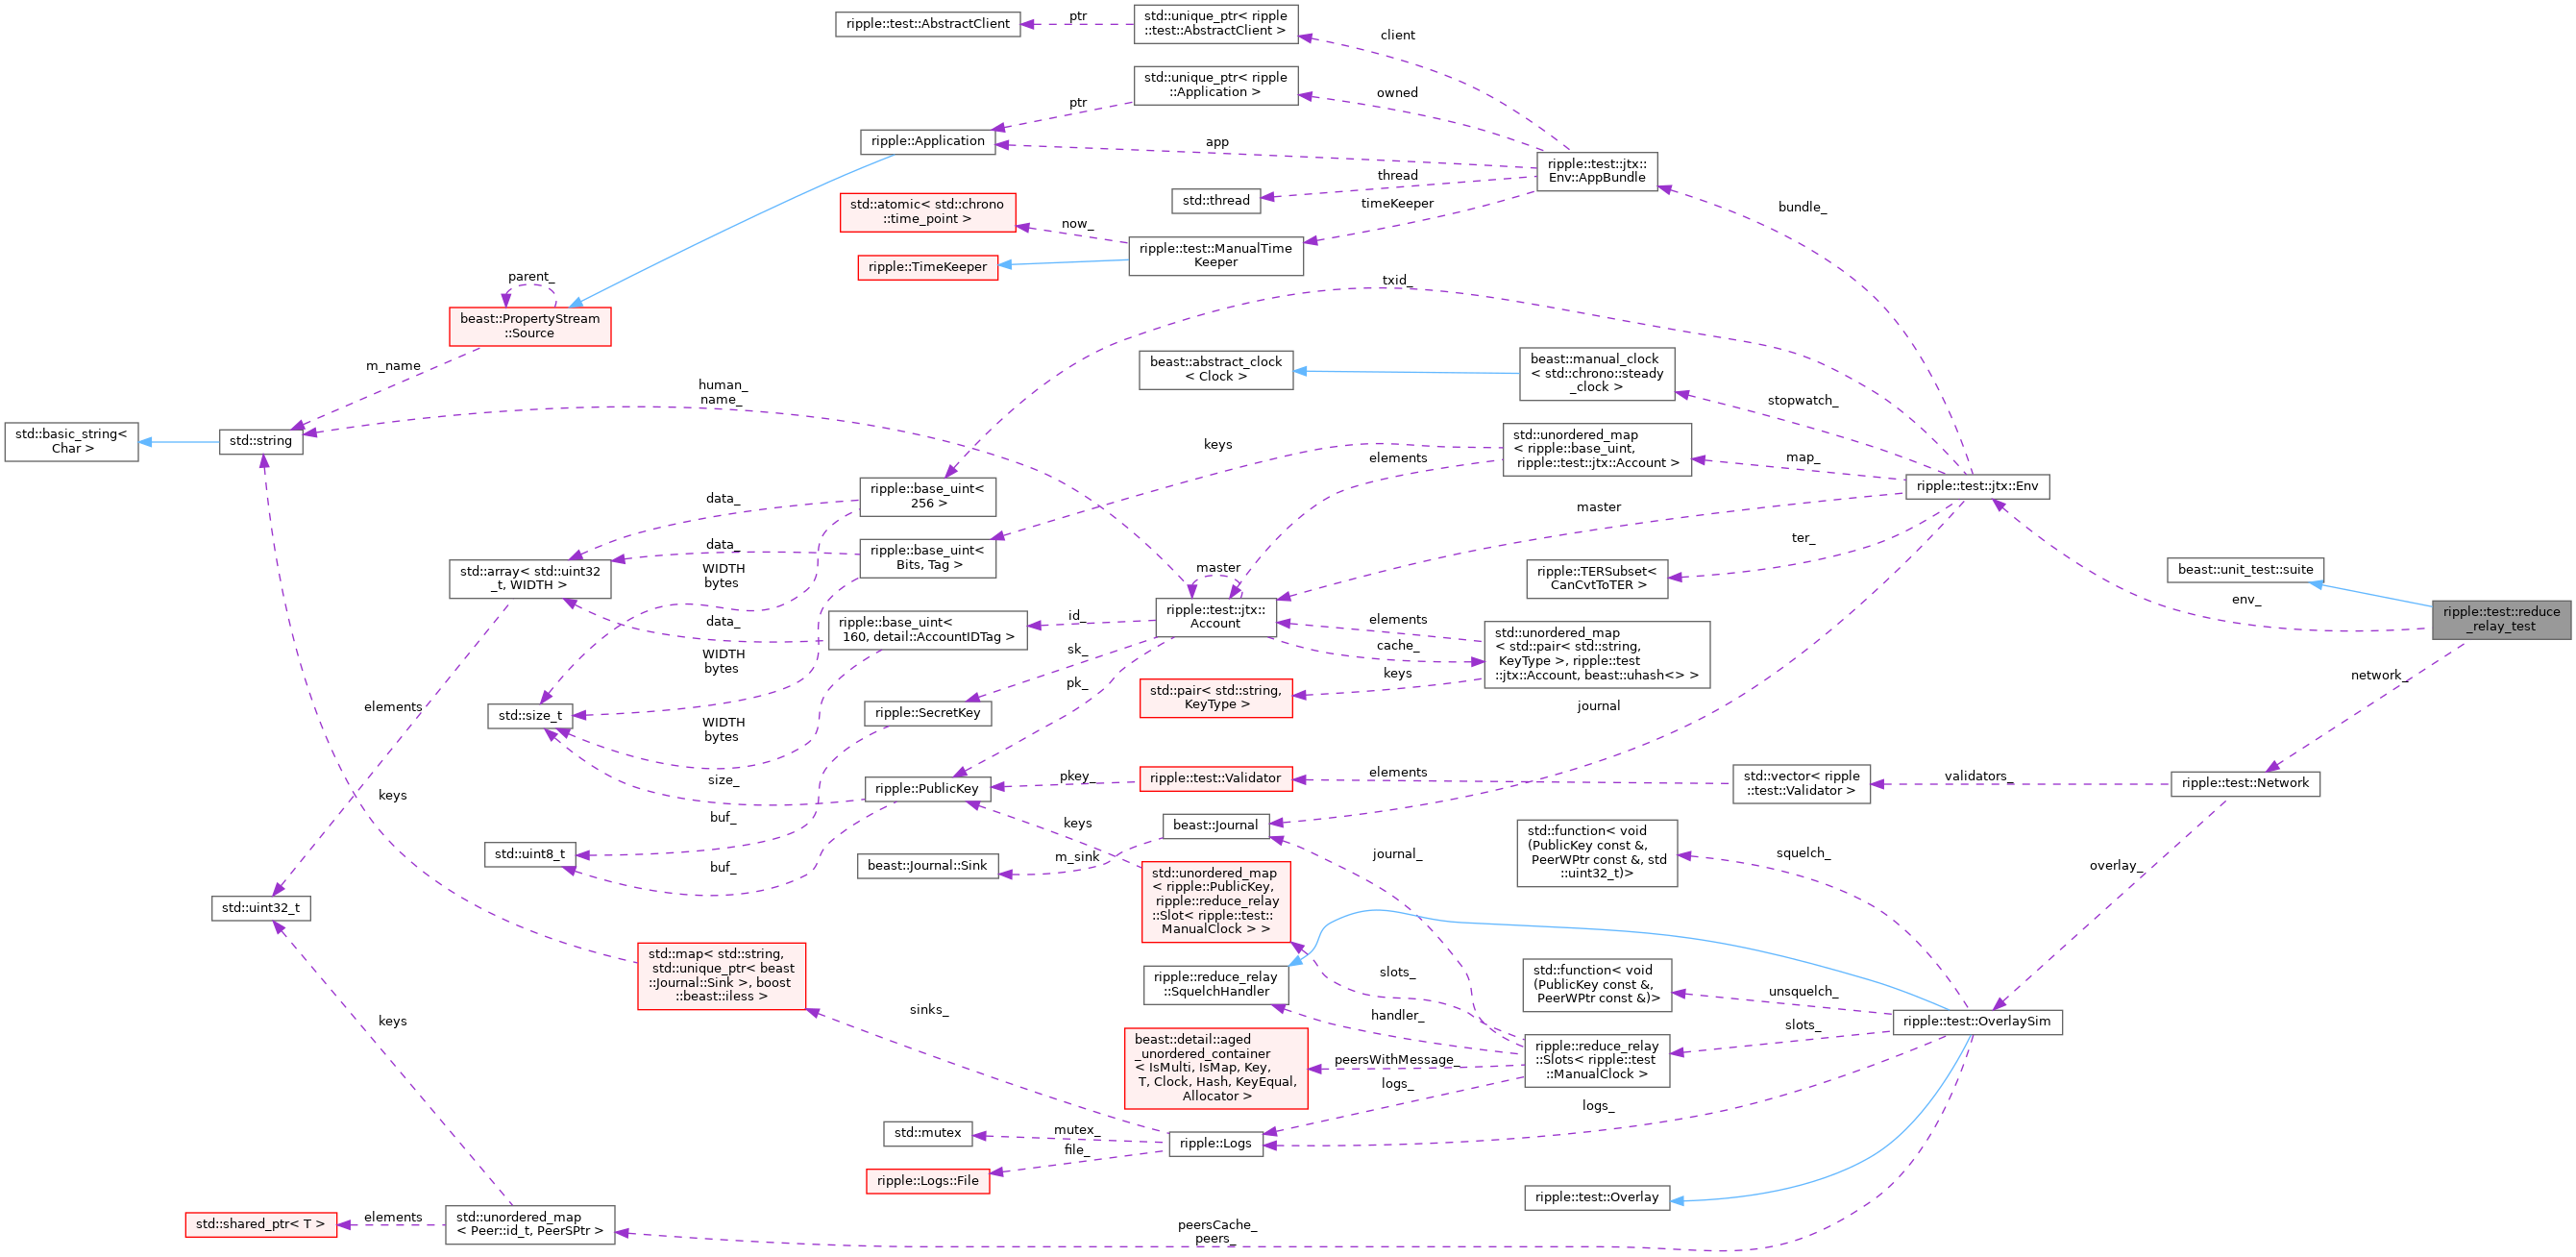 ripple::test::AbstractClient
ptr
std::unique_ptr< ripple
::test::AbstractClient >
client
std::unique_ptr< ripple
::Application >
owned
ptr
ripple::Application
app
ripple::test::jtx::
Env::AppBundle
thread
std::thread
timeKeeper
std::atomic< std::chrono
::time_point >
now_
ripple::test::ManualTime
Keeper
ripple::TimeKeeper
bundle_
parent_
beast::PropertyStream
::Source
txid_
m_name
beast::abstract_clock
< Clock >
beast::manual_clock
< std::chrono::steady
_clock >
stopwatch_
human_
name_
std::basic_string<
Char >
std::string
keys
elements
std::unordered_map
< ripple::base_uint,
ripple::test::jtx::Account >
map_
ripple::test::jtx::Env
ripple::base_uint<
256 >
data_
master
data_
ripple::base_uint<
Bits, Tag >
ter_
ripple::TERSubset<
CanCvtToTER >
beast::unit_test::suite
std::array< std::uint32
_t, WIDTH >
WIDTH
bytes
master
ripple::test::reduce
_relay_test
env_
data_
ripple::base_uint<
160, detail::AccountIDTag >
id_
ripple::test::jtx::
Account
elements
cache_
keys
std::unordered_map
< std::pair< std::string,
KeyType >, ripple::test
::jtx::Account, beast::uhash<> >
WIDTH
bytes
sk_
pk_
std::pair< std::string,
KeyType >
network_
elements
std::size_t
WIDTH
bytes
ripple::SecretKey
journal
size_
ripple::PublicKey
pkey_
ripple::test::Validator
elements
std::vector< ripple
::test::Validator >
validators_
ripple::test::Network
keys
buf_
keys
beast::Journal
std::uint8_t
buf_
beast::Journal::Sink
m_sink
journal_
std::function< void
(PublicKey const &,
PeerWPtr const &, std
::uint32_t)>
squelch_
overlay_
std::unordered_map
< ripple::PublicKey,
ripple::reduce_relay
::Slot< ripple::test::
ManualClock > >
std::uint32_t
std::map< std::string,
std::unique_ptr< beast
::Journal::Sink >, boost
::beast::iless >
ripple::reduce_relay
::SquelchHandler
slots_
std::function< void
(PublicKey const &,
PeerWPtr const &)>
unsquelch_
keys
sinks_
handler_
slots_
ripple::test::OverlaySim
beast::detail::aged
_unordered_container
< IsMulti, IsMap, Key,
T, Clock, Hash, KeyEqual,
Allocator >
peersWithMessage_
ripple::reduce_relay
::Slots< ripple::test
::ManualClock >
logs_
logs_
std::mutex
mutex_
ripple::Logs
file_
ripple::Logs::File
ripple::test::Overlay
std::shared_ptr< T >
elements
std::unordered_map
< Peer::id_t, PeerSPtr >
peersCache_
peers_